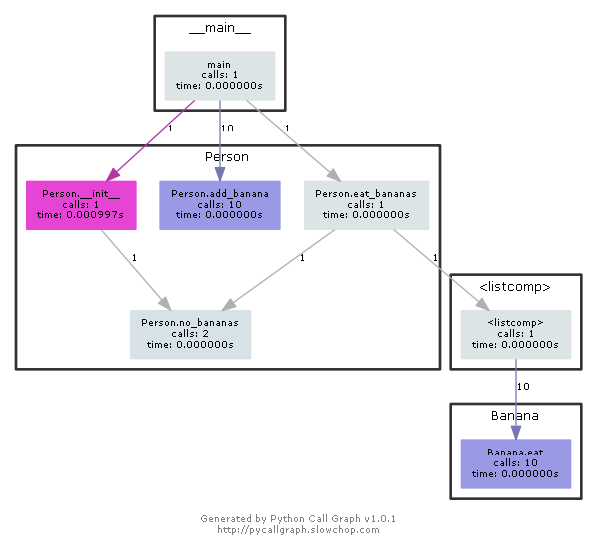 __main__
main
calls: 1
time: 0.000000s
1
10
1
Person
Person.__init__
calls: 1
time: 0.000997s
Person.add_banana
calls: 10
time: 0.000000s
Person.eat_bananas
calls: 1
time: 0.000000s
1
1
1
<listcomp>
Person.no_bananas
calls: 2
time: 0.000000s
<listcomp>
calls: 1
time: 0.000000s
10
Banana
Banana.eat
calls: 10
time: 0.000000s
Generated by Python Call Graph v1.0.1
http://pycallgraph.slowchop.com